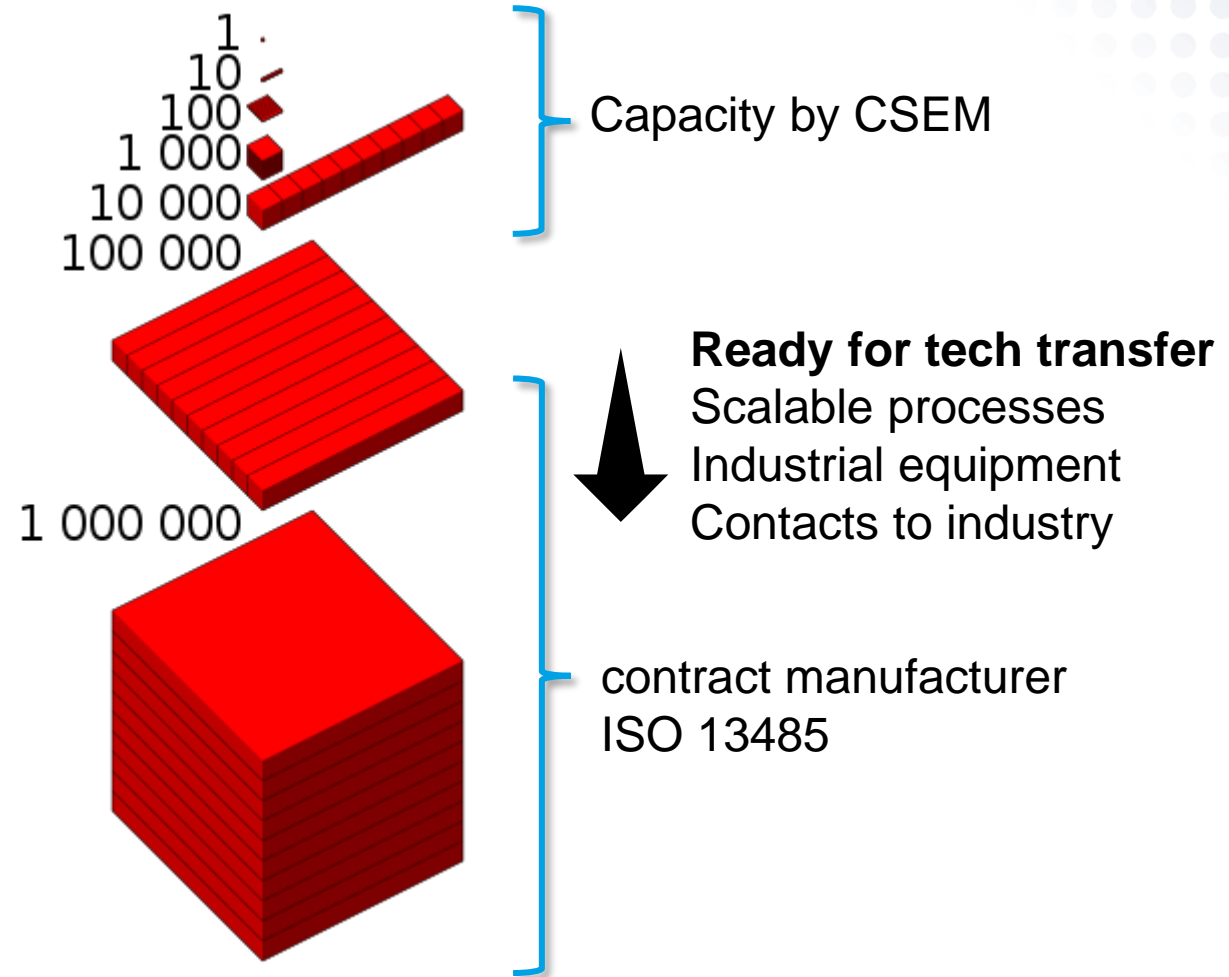 1
10
100
1 000
10 000
100 000
1 000 000
Capacity by CSEM
Ready for tech transfer
Scalable processes
Industrial equipment
Contacts to industry
contract manufacturer
ISO 13485